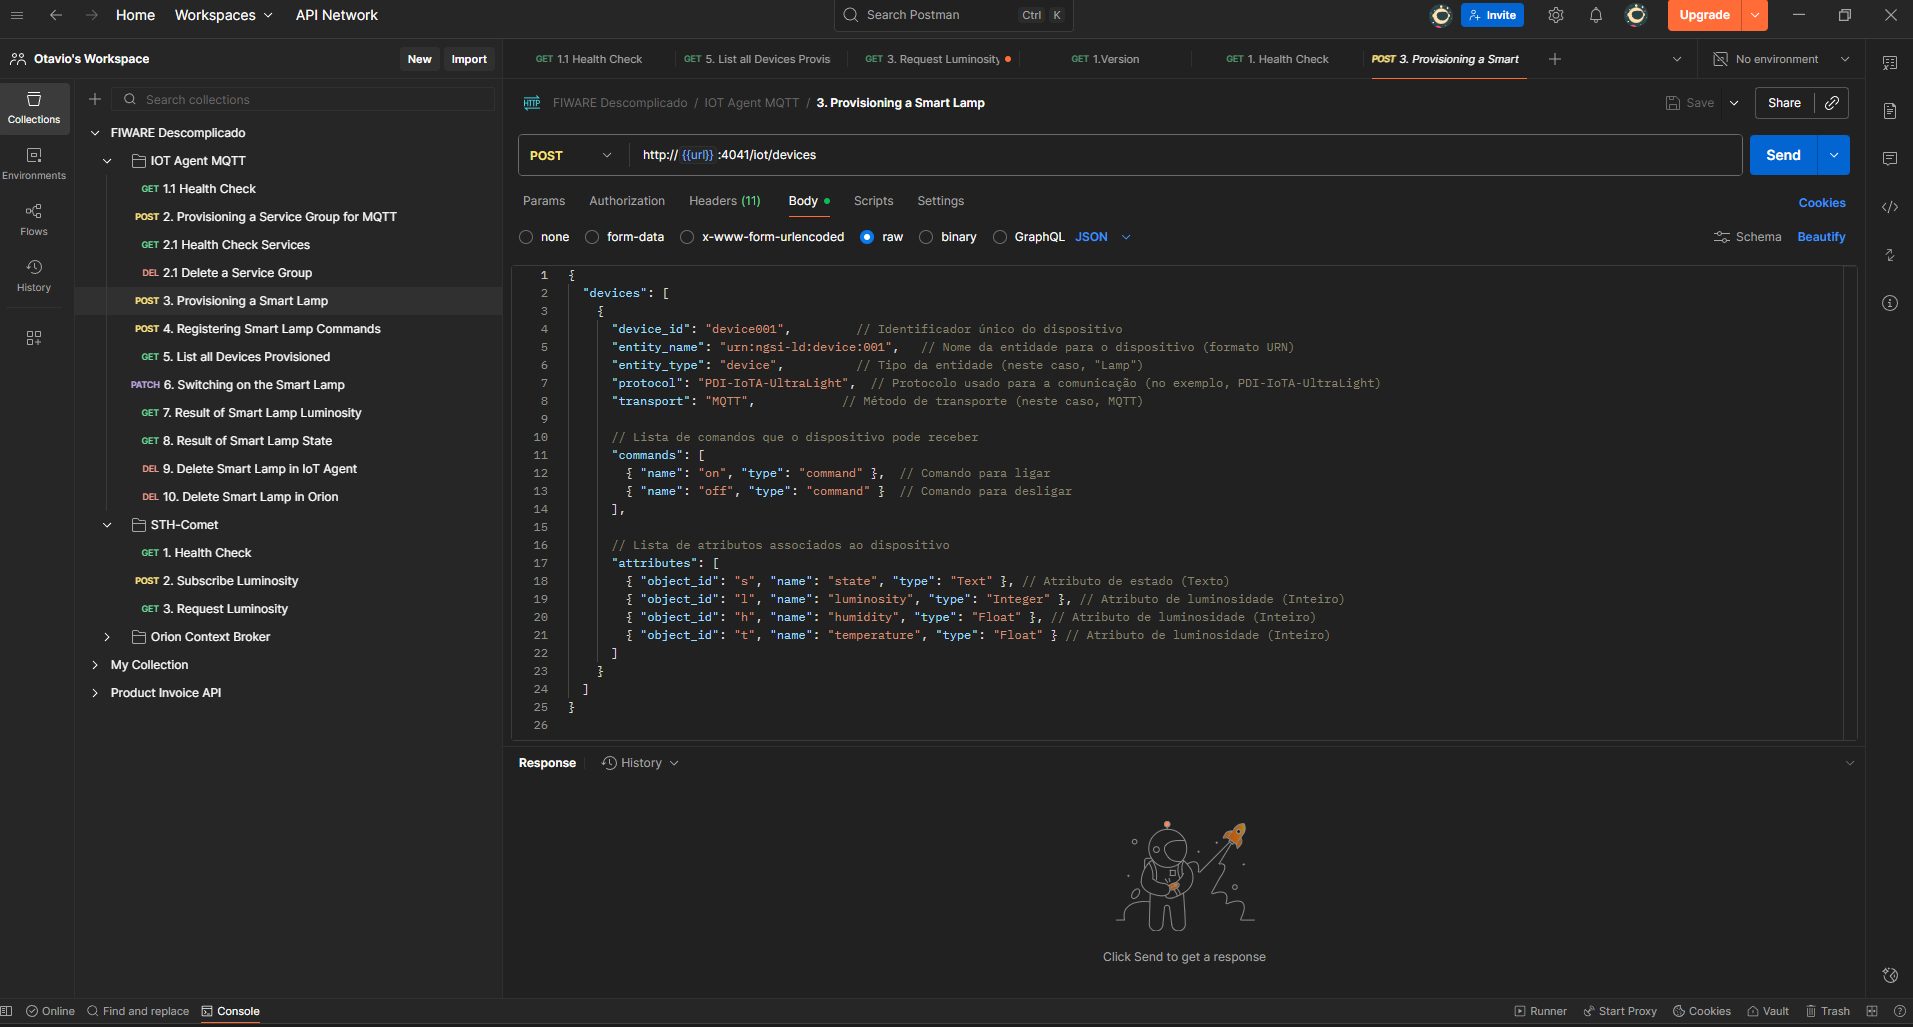 Home
Workspaces
API Network
Search Postman
Ctrl
K
Invite
Upgrade
Otavio's Workspace
New
Import
GET 1.1 Health Check
GET 5. List all Devices Provis
GET 3. Request Luminosity
GET 1.Version
GET 1. Health Check
POST 3. Provisioning a Smart
No environment
Collections
Environments
Flows
History
Search collections
FIWARE Descomplicado
IOT Agent MQTT
GET 1.1 Health Check
POST 2. Provisioning a Service Group for MQTT
GET 2.1 Health Check Services
DEL 2.1 Delete a Service Group
POST 3. Provisioning a Smart Lamp
POST 4. Registering Smart Lamp Commands
GET 5. List all Devices Provisioned
PATCH 6. Switching on the Smart Lamp
GET 7. Result of Smart Lamp Luminosity
GET 8. Result of Smart Lamp State
DEL 9. Delete Smart Lamp in IoT Agent
DEL 10. Delete Smart Lamp in Orion
STH-Comet
GET 1. Health Check
POST 2. Subscribe Luminosity
GET 3. Request Luminosity
Orion Context Broker
My Collection
Product Invoice API
HTTP FIWARE Descomplicado / IOT Agent MQTT / 3. Provisioning a Smart Lamp
Save
Share
POST
http:// {{url}} :4041/iot/devices
Send
Params
Authorization
Headers (11)
Body
Scripts
Settings
Cookies
none
form-data
x-www-form-urlencoded
raw
binary
GraphQL
JSON
Schema
Beautify
1 {
2 "devices": [
3 {
4 "device_id": "device001", // Identificador único do dispositivo
5 "entity_name": "urn:ngsi-ld:device:001", // Nome da entidade para o dispositivo (formato URN)
6 "entity_type": "device", // Tipo da entidade (neste caso, "Lamp")
7 "protocol": "PDI-IoTA-UltraLight", // Protocolo usado para a comunicação (no exemplo, PDI-IoTA-UltraLight)
8 "transport": "MQTT", // Método de transporte (neste caso, MQTT)
9
10 // Lista de comandos que o dispositivo pode receber
11 "commands": [
12 { "name": "on", "type": "command" }, // Comando para ligar
13 { "name": "off", "type": "command" } // Comando para desligar
14 ],
15
16 // Lista de atributos associados ao dispositivo
17 "attributes": [
18 { "object_id": "s", "name": "state", "type": "Text" }, // Atributo de estado (Texto)
19 { "object_id": "l", "name": "luminosity", "type": "Integer" }, // Atributo de luminosidade (Inteiro)
20 { "object_id": "h", "name": "humidity", "type": "Float" }, // Atributo de luminosidade (Inteiro)
21 { "object_id": "t", "name": "temperature", "type": "Float" } // Atributo de luminosidade (Inteiro)
22 ]
23 }
24 ]
25 }
26
Response
History
Click Send to get a response
Online
Find and replace
Console
Runner
Start Proxy
Cookies
Vault
Trash